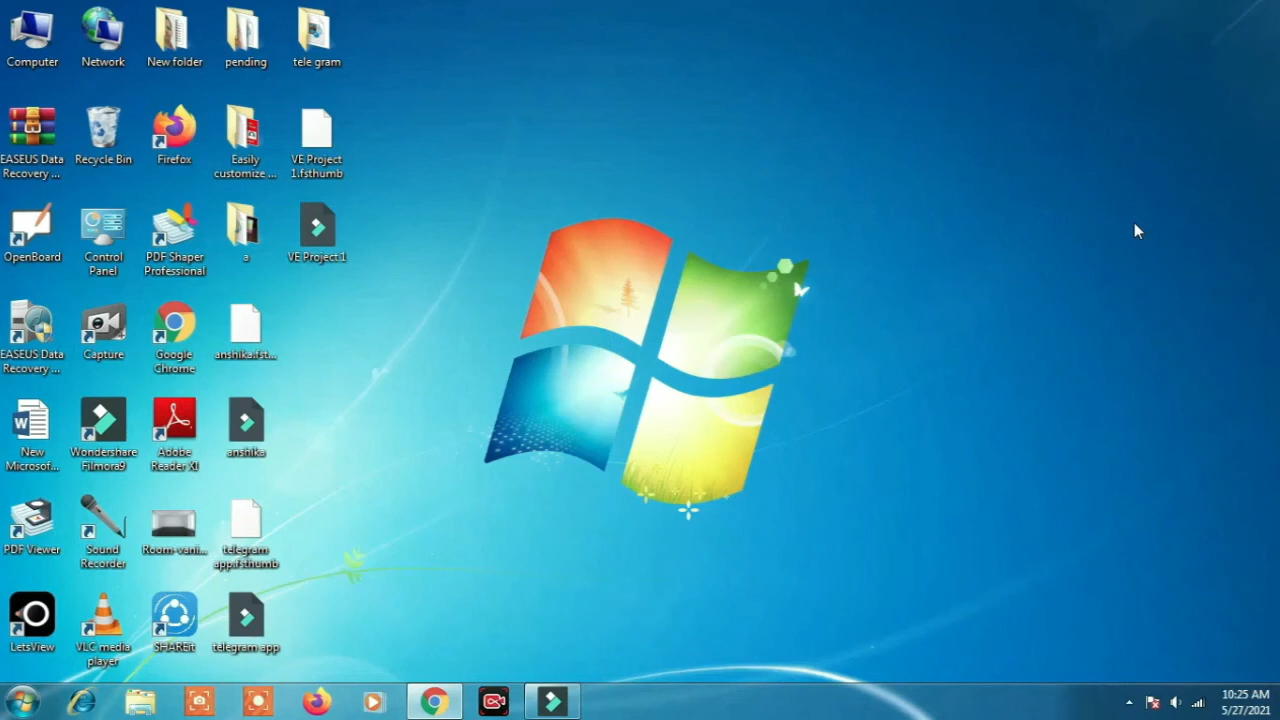 Computer
Network
New folder
pending
tele gram
EASEUS Data
Recovery ...
Recycle Bin
Firefox
Easily
customize ...
VE Project
1.fsthumb
OpenBoard
Control
Panel
PDF Shaper
Professional
a
VE Project1
EASEUS Data
Recovery ...
Capture
Google
Chrome
anshika.fst...
New
Microsof...
Wondershare
Filmora9
Adobe
Reader XI
anshika
PDF Viewer
Sound
Recorder
Room-vani...
telegram
app.fsthumb
LetsView
VLC media
player
SHAREit
telegram app
10:25 AM
5/27/2021